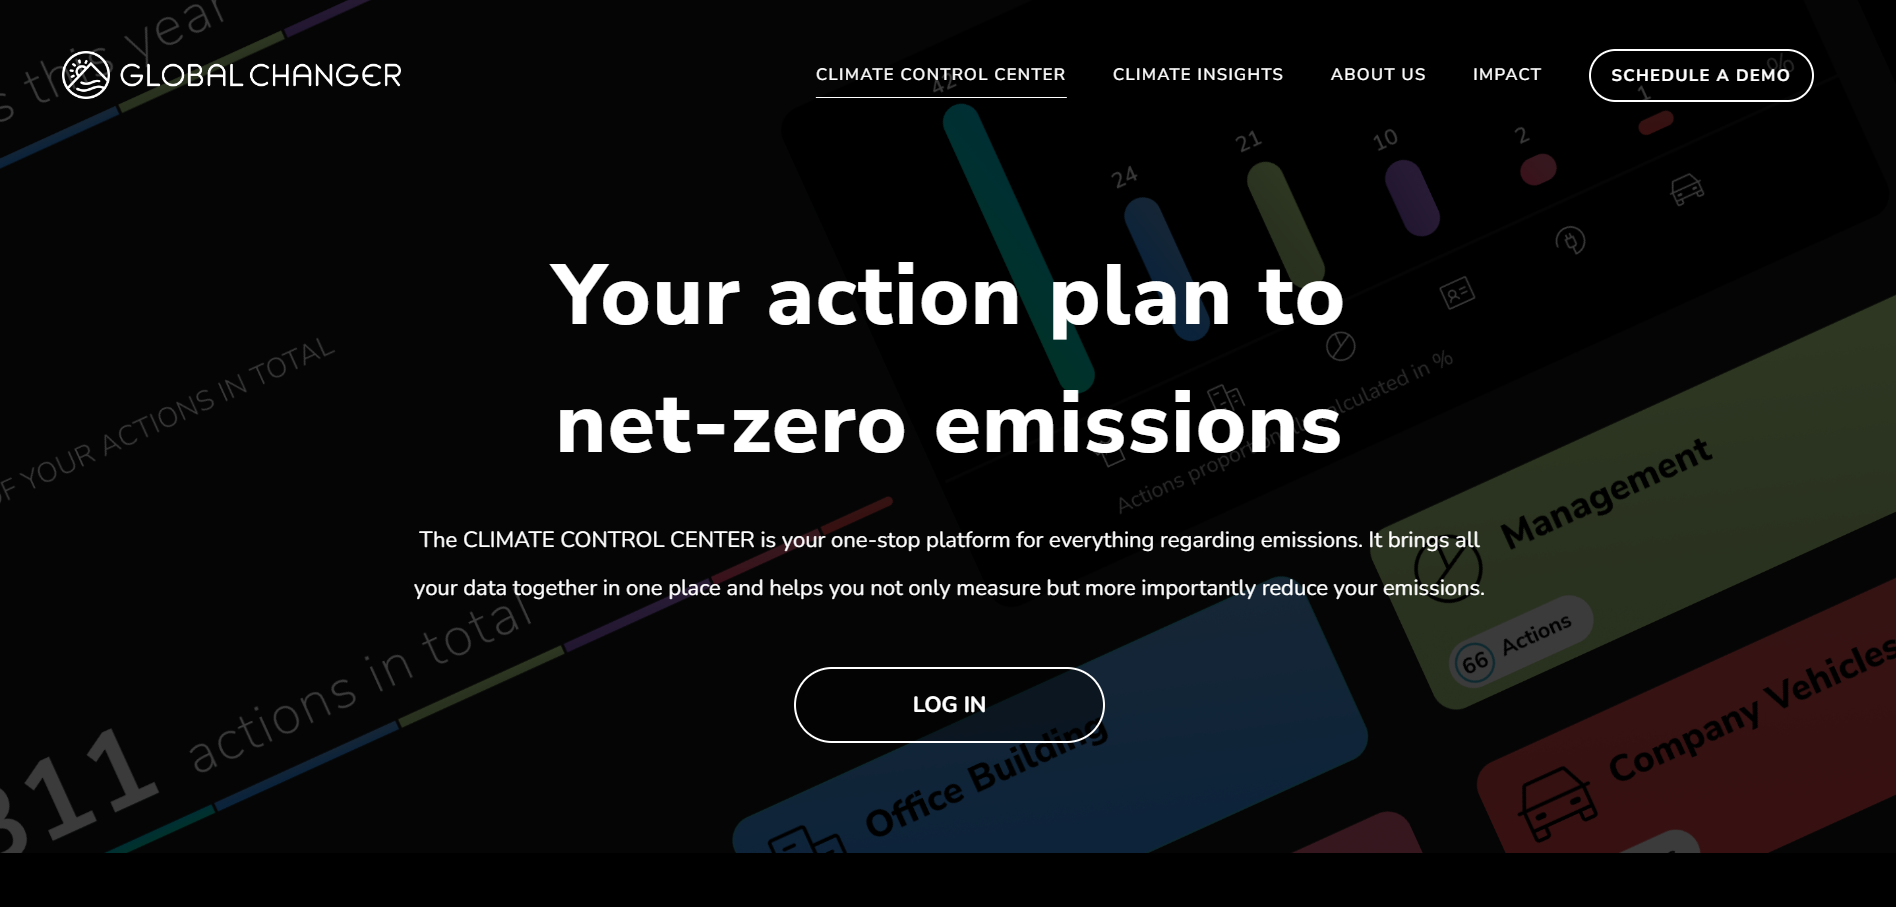 GLOBAL CHANGER
CLIMATE CONTROL CENTER
CLIMATE INSIGHTS
ABOUT US
IMPACT
SCHEDULE A DEMO
this year
42
24
21
10
2
1
%
Your action plan to
net-zero emissions
OF YOUR ACTIONS IN TOTAL
Actions calculated in %
The CLIMATE CONTROL CENTER is your one-stop platform for everything regarding emissions. It brings all
your data together in one place and helps you not only measure but more importantly reduce your emissions.
LOG IN
Management
66 Actions
Company Vehicles
Office Building
811 actions in total